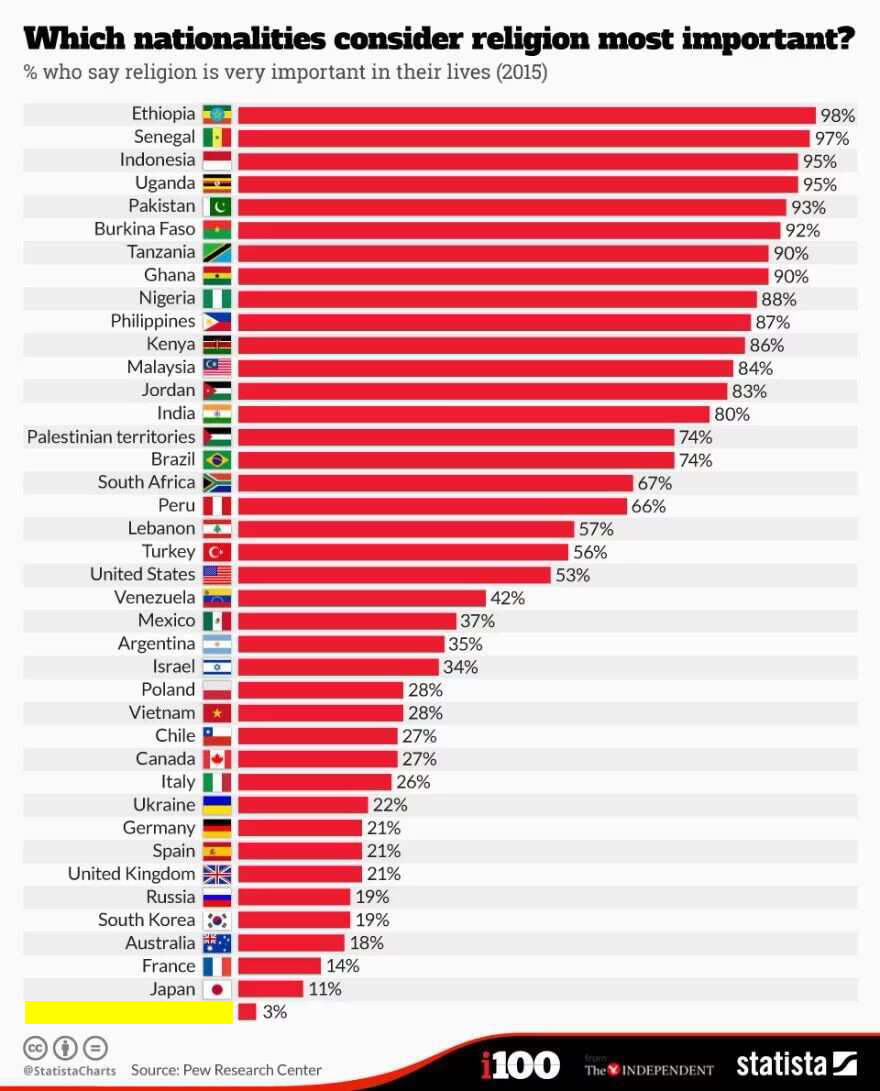 Which nationalities consider religion most important?
% who say religion is very important in their lives (2015)
Ethiopia 98%
Senegal 97%
Indonesia 95%
Uganda 95%
Pakistan 93%
Burkina Faso 92%
Tanzania 90%
Ghana 90%
Nigeria 88%
Philippines 87%
Kenya 86%
Malaysia 84%
Jordan 83%
India 80%
Palestinian territories 74%
Brazil 74%
South Africa 67%
Peru 66%
Lebanon 57%
Turkey 56%
United States 53%
Venezuela 42%
Mexico 37%
Argentina 35%
Israel 34%
Poland 28%
Vietnam 28%
Chile 27%
Canada 27%
Italy 26%
Ukraine 22%
Germany 21%
Spain 21%
United Kingdom 21%
Russia 19%
South Korea 19%
Australia 18%
France 14%
Japan 11%
3%
cc
@StatistaCharts Source: Pew Research Center
i100
from
The INDEPENDENT
statista